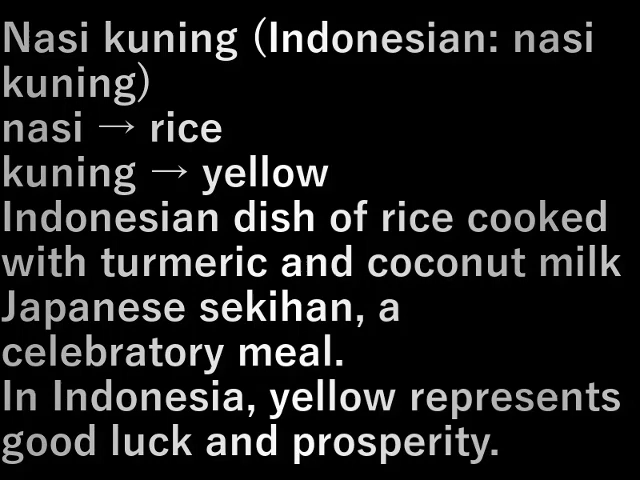 Nasi kuning (Indonesian: nasi
kuning)
nasi → rice
kuning → yellow
Indonesian dish of rice cooked
with turmeric and coconut milk
Japanese sekihan, a
celebratory meal.
In Indonesia, yellow represents
good luck and prosperity.